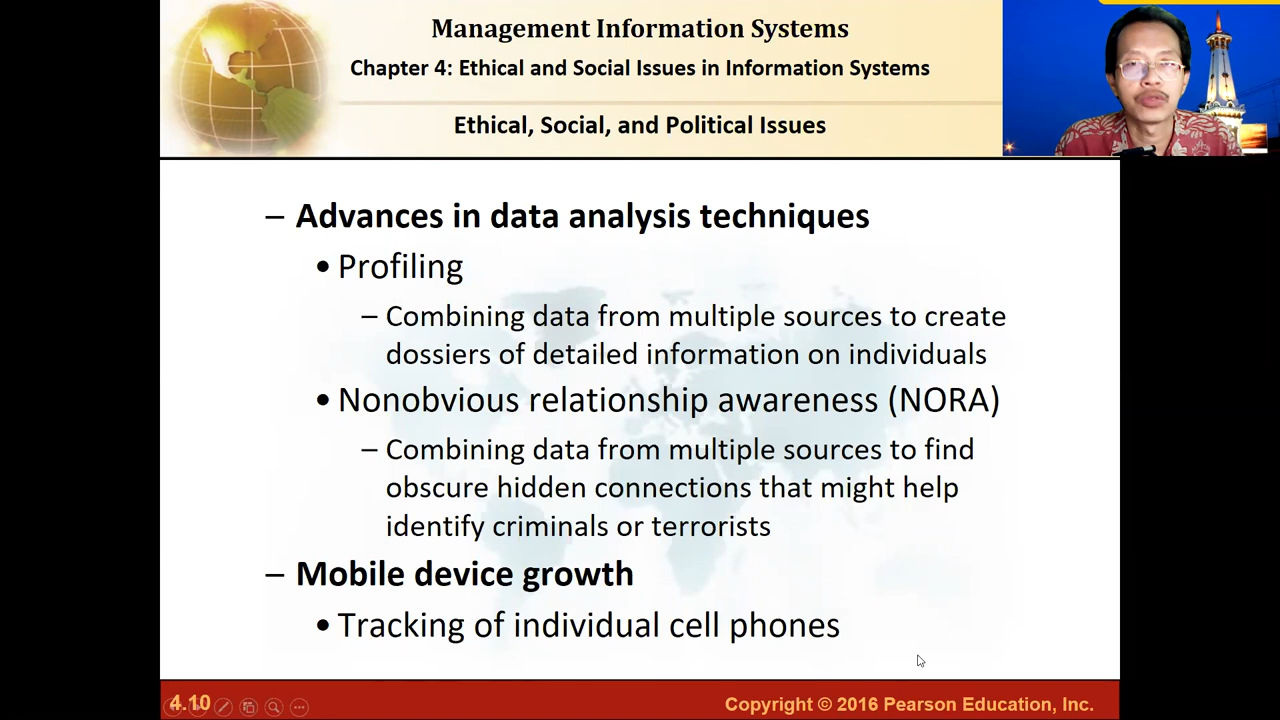 Management Information Systems
Chapter 4: Ethical and Social Issues in Information Systems
Ethical, Social, and Political Issues
– Advances in data analysis techniques
• Profiling
– Combining data from multiple sources to create
dossiers of detailed information on individuals
• Nonobvious relationship awareness (NORA)
– Combining data from multiple sources to find
obscure hidden connections that might help
identify criminals or terrorists
– Mobile device growth
• Tracking of individual cell phones
4.10
Copyright © 2016 Pearson Education, Inc.